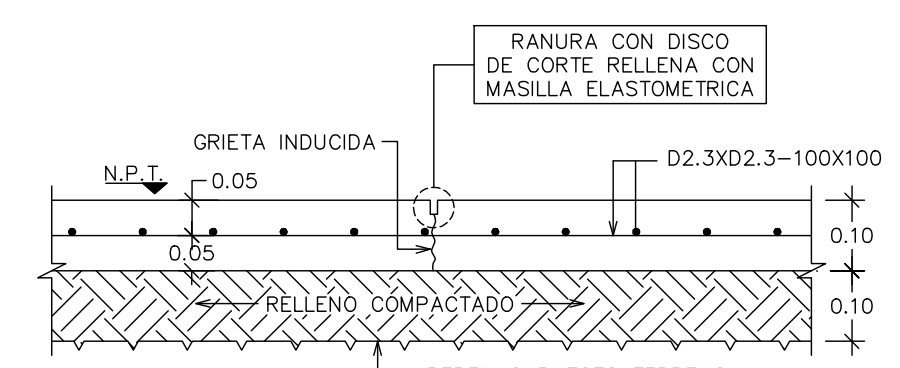 RANURA CON DISCO
DE CORTE RELLENA CON
MASILLA ELASTOMETRICA
GRIETA INDUCIDA
D2.3XD2.3-100X100
N.P.T.
0.05
0.10
0.05
RELLENO COMPACTADO
0.10